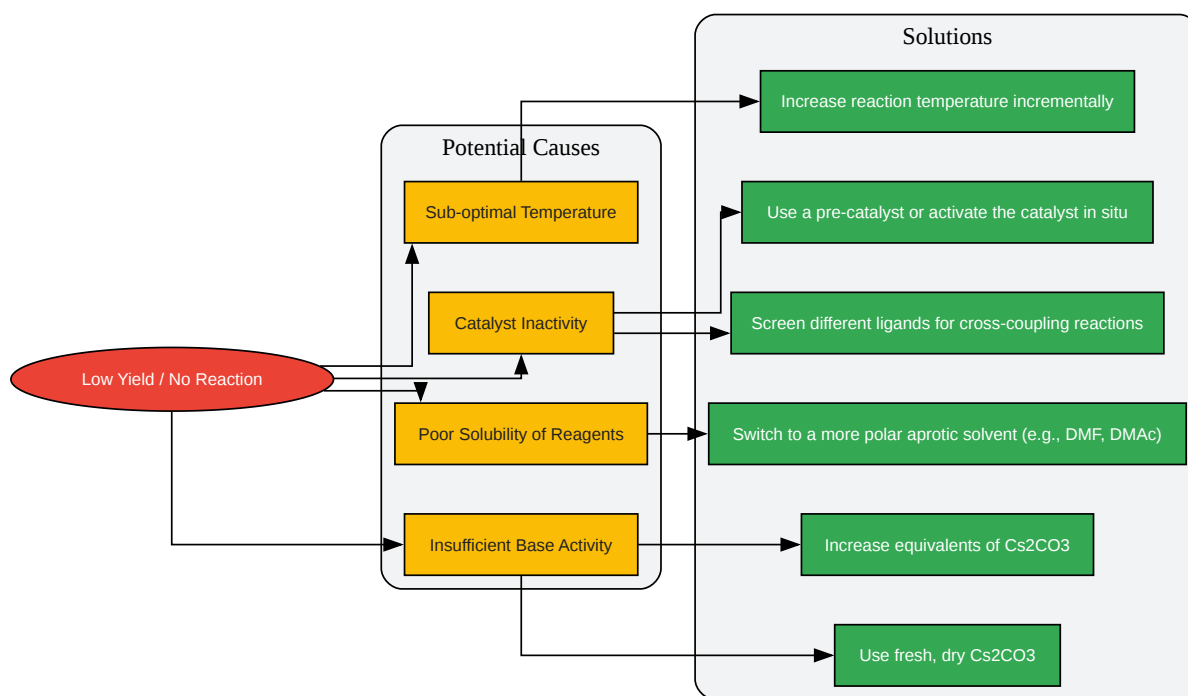 Solutions
Increase reaction temperature incrementally
Potential Causes
Sub-optimal Temperature
Use a pre-catalyst or activate the catalyst in situ
Catalyst Inactivity
Screen different ligands for cross-coupling reactions
Low Yield / No Reaction
Poor Solubility of Reagents
Switch to a more polar aprotic solvent (e.g., DMF, DMAc)
Insufficient Base Activity
Increase equivalents of Cs2CO3
Use fresh, dry Cs2CO3